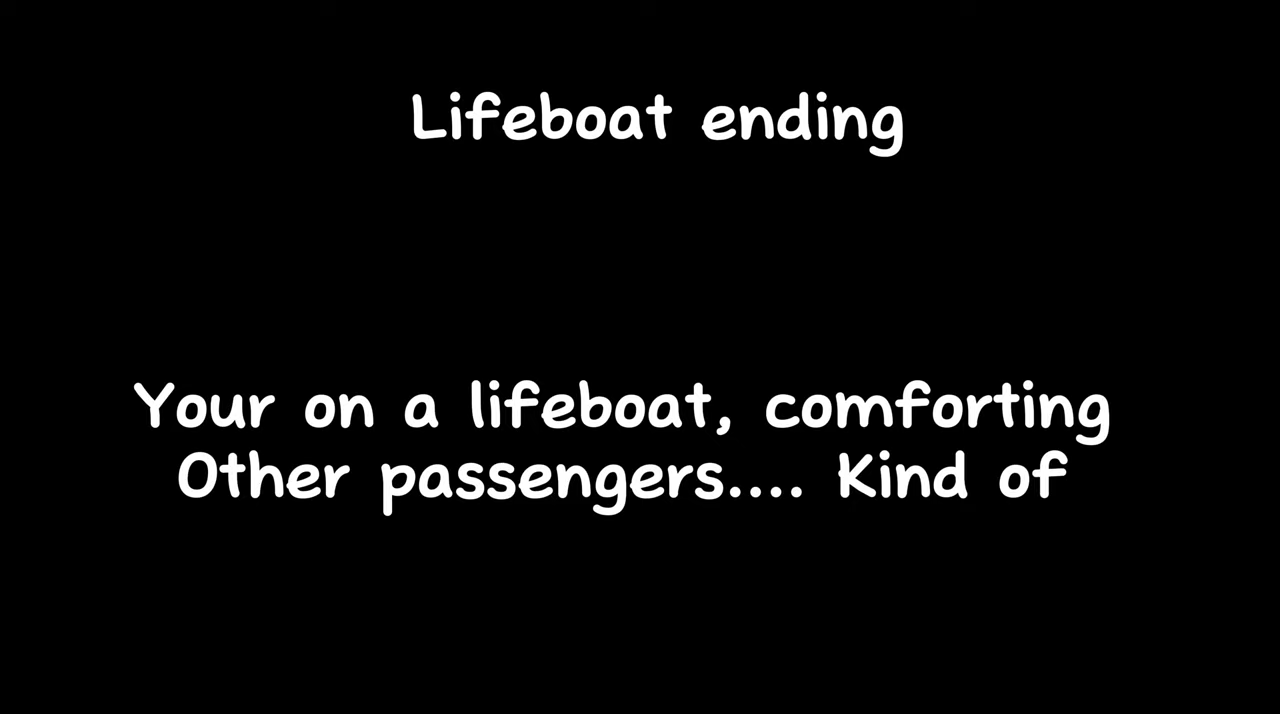 Lifeboat ending
Your on a lifeboat, comforting
Other passengers.... Kind of